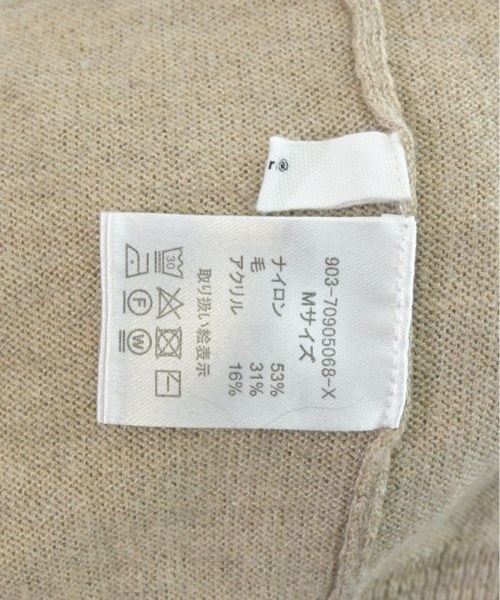 903-70905068-X
Mサイズ
ナイロン 53%
毛 31%
アクリル 16%
取り扱い絵表示
30
F W